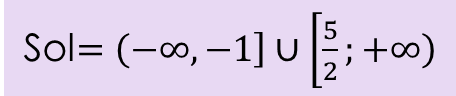 Sol= (−∞, −1] ∪ [5/2; +∞)